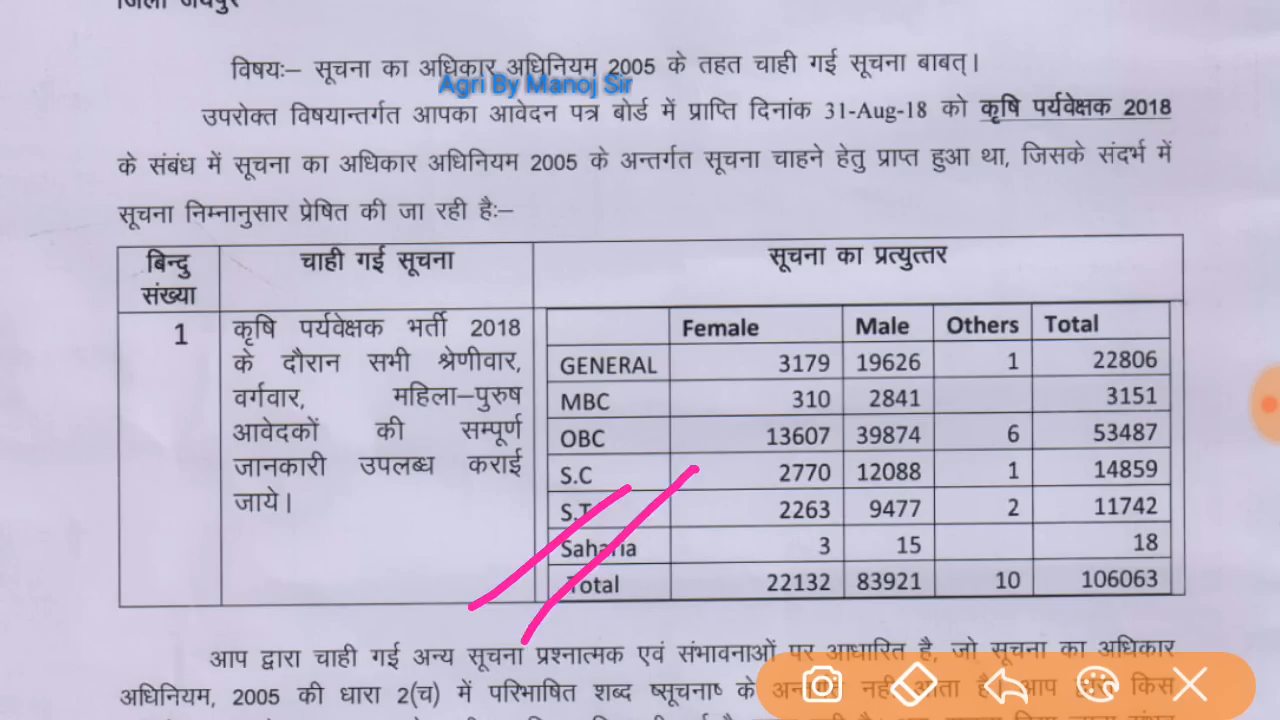 जिला जयपुर
विषयः– सूचना का अधिकार अधिनियम 2005 के तहत चाही गई सूचना बाबत्।
Agri By Manoj Sir
उपरोक्त विषयान्तर्गत आपका आवेदन पत्र बोर्ड में प्राप्ति दिनांक 31-Aug-18 को कृषि पर्यवेक्षक 2018
के संबंध में सूचना का अधिकार अधिनियम 2005 के अन्तर्गत सूचना चाहने हेतु प्राप्त हुआ था, जिसके संदर्भ में
सूचना निम्नानुसार प्रेषित की जा रही हैः–
बिन्दु संख्या चाही गई सूचना सूचना का प्रत्युत्तर
1 कृषि पर्यवेक्षक भर्ती 2018
के दौरान सभी श्रेणीवार,
वर्गवार, महिला–पुरुष
आवेदकों की सम्पूर्ण
जानकारी उपलब्ध कराई
जाये।
Female Male Others Total
GENERAL 3179 19626 1 22806
MBC 310 2841 3151
OBC 13607 39874 6 53487
S.C 2770 12088 1 14859
S.T 2263 9477 2 11742
Saharia 3 15 18
Total 22132 83921 10 106063
आप द्वारा चाही गई अन्य सूचना प्रश्नात्मक एवं संभावनाओं पर आधारित है, जो सूचना का अधिकार
अधिनियम, 2005 की धारा 2(च) में परिभाषित शब्द ष्सूचनाष् के अन्तर्गत नही आता है। आप द्वारा किस